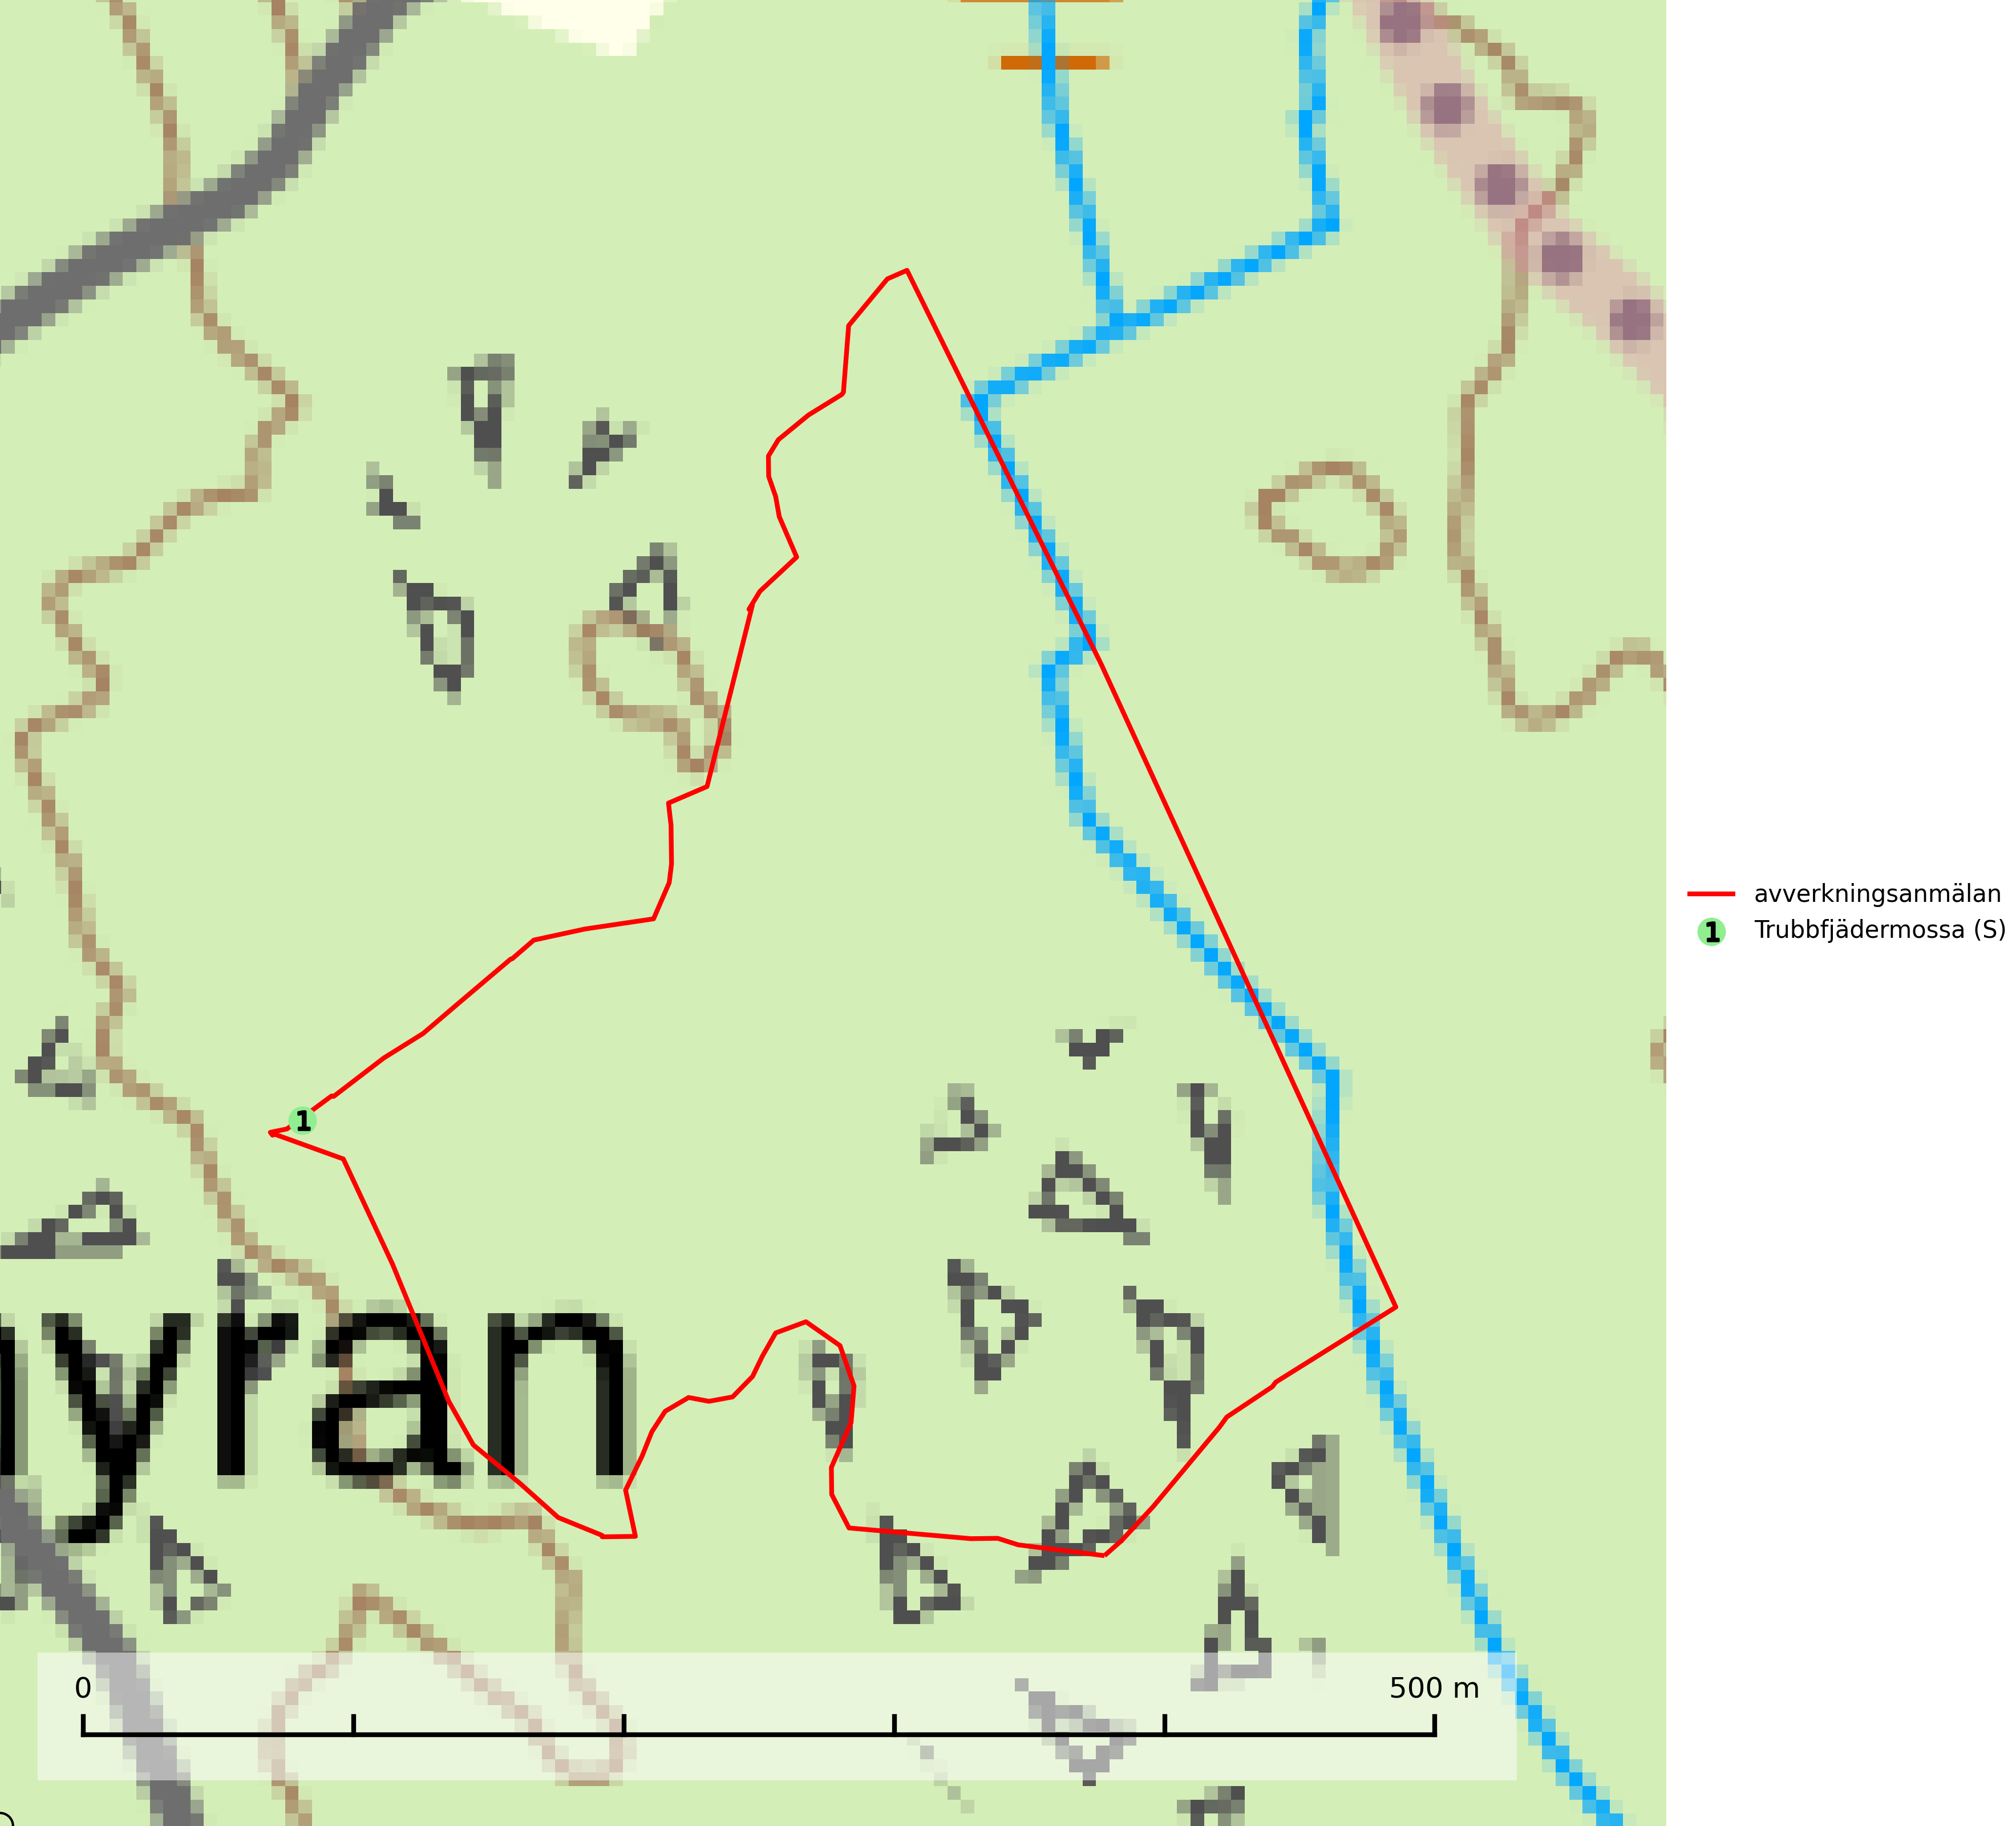 1
yran
0 500 m
avverkningsanmälan
1 Trubbfjädermossa (S)